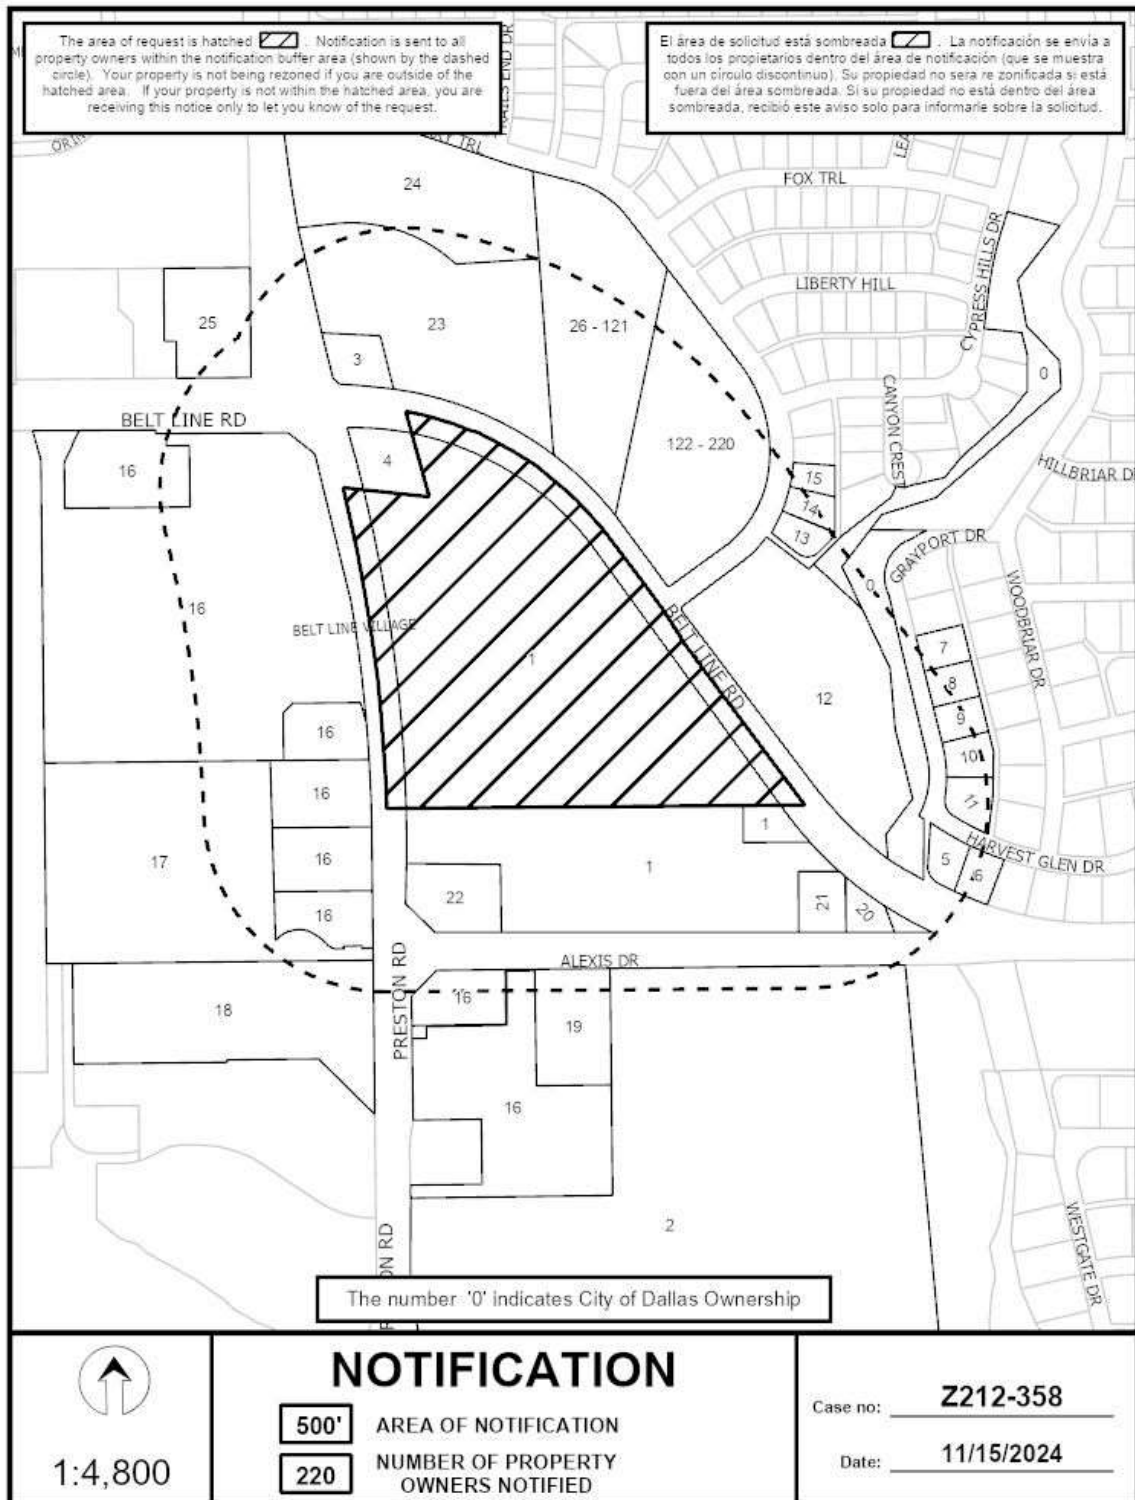 The area of request is hatched . Notification is sent to all
property owners within the notification buffer area (shown by the dashed
circle). Your property is not being rezoned if you are outside of the
hatched area. If your property is not within the hatched area, you are
receiving this notice only to let you know of the request.
El área de solicitud está sombreada . La notificación se envía a
todos los propietarios dentro del área de notificación (que se muestra
con un círculo discontinuo). Su propiedad no sera re zonificada si está
fuera del área sombreada. Si su propiedad no está dentro del área
sombreada, recibió este aviso solo para informarle sobre la solicitud.
END DR
TRL
FOX TRL
24
CYPRESS HILLS DR
LIBERTY HILL
25
23
26 - 121
3
0
CANYON CREST
BELT LINE RD
4
122 - 220
16
15
14
13
HILLBRIAR
GRAYPORT DR
0
WOODBRIAR DR
16
BELT LINE VILLAGE
1
BELT LINE RD
7
8
9
10
11
12
16
16
16
16
17
1
1
HARVEST GLEN DR
5
6
22
21
20
ALEXIS DR
PRESTON RD
18
16
19
16
2
WESTGATE DR
ON RD
The number '0' indicates City of Dallas Ownership
1:4,800
NOTIFICATION
500' AREA OF NOTIFICATION
220 NUMBER OF PROPERTY
OWNERS NOTIFIED
Case no: Z212-358
Date: 11/15/2024